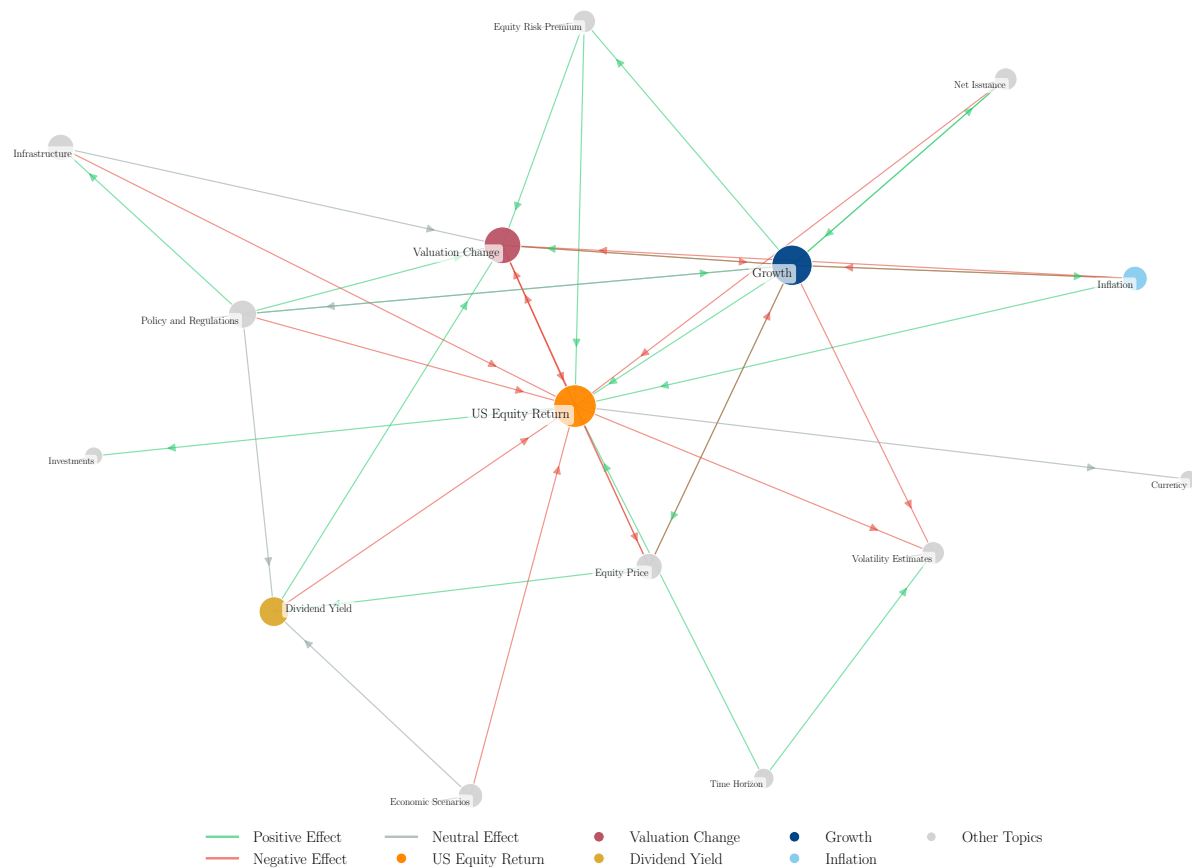 Equity Risk Premium
Net Issuance
Infrastructure
Valuation Change
Growth
Inflation
Policy and Regulations
US Equity Return
Investments
Currency
Volatility Estimates
Equity Price
Dividend Yield
Time Horizon
Economic Scenarios
Positive Effect
Neutral Effect
Valuation Change
Growth
Other Topics
Negative Effect
US Equity Return
Dividend Yield
Inflation